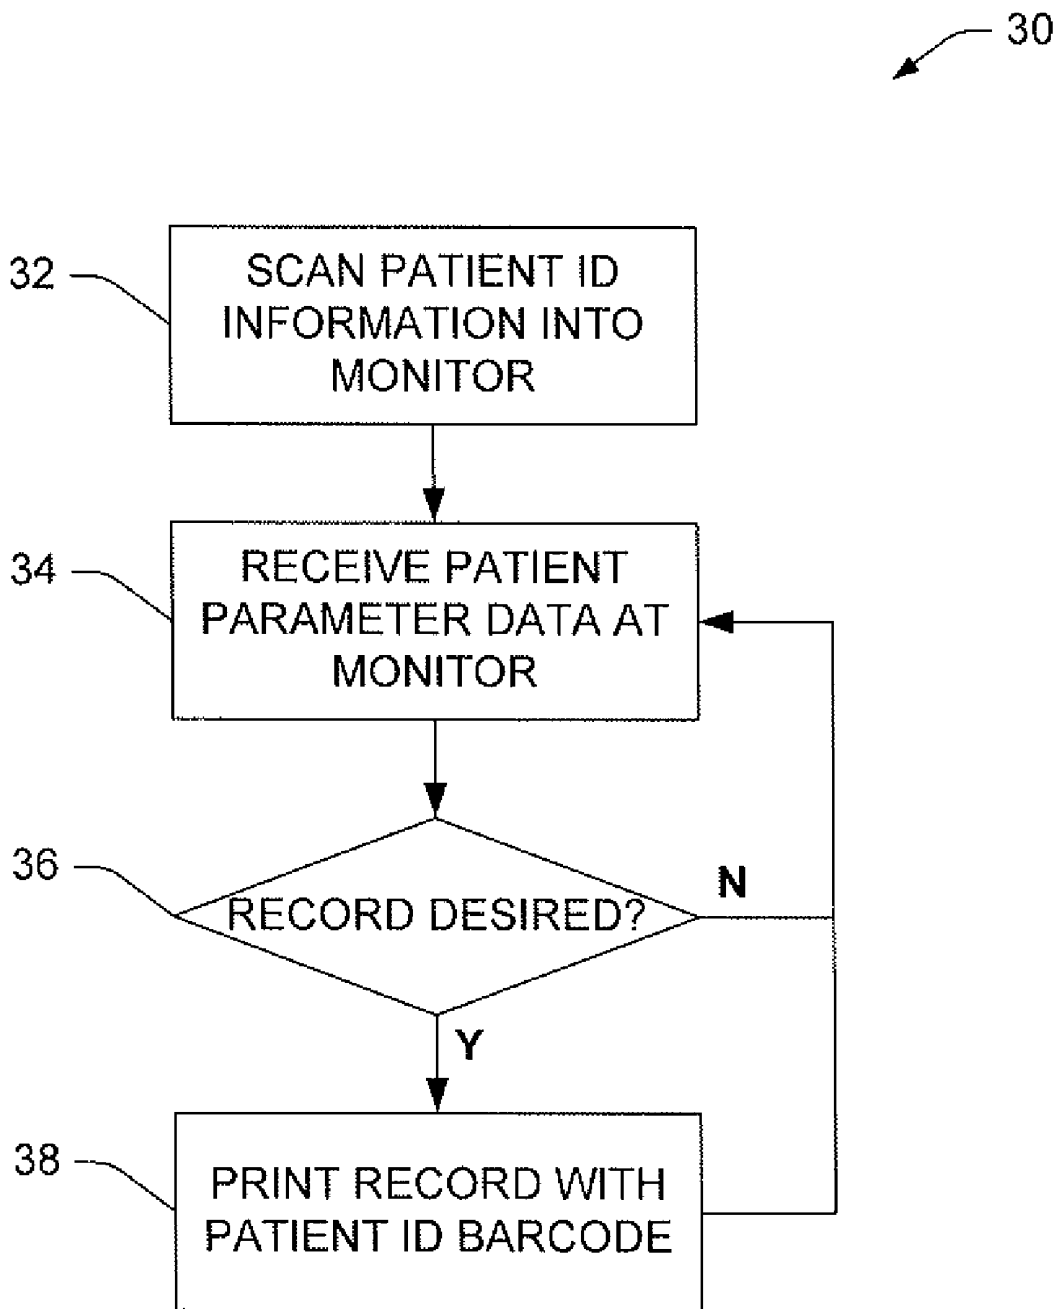 30
32
SCAN PATIENT ID
INFORMATION INTO
MONITOR
34
RECEIVE PATIENT
PARAMETER DATA AT
MONITOR
36
RECORD DESIRED?
N
Y
38
PRINT RECORD WITH
PATIENT ID BARCODE